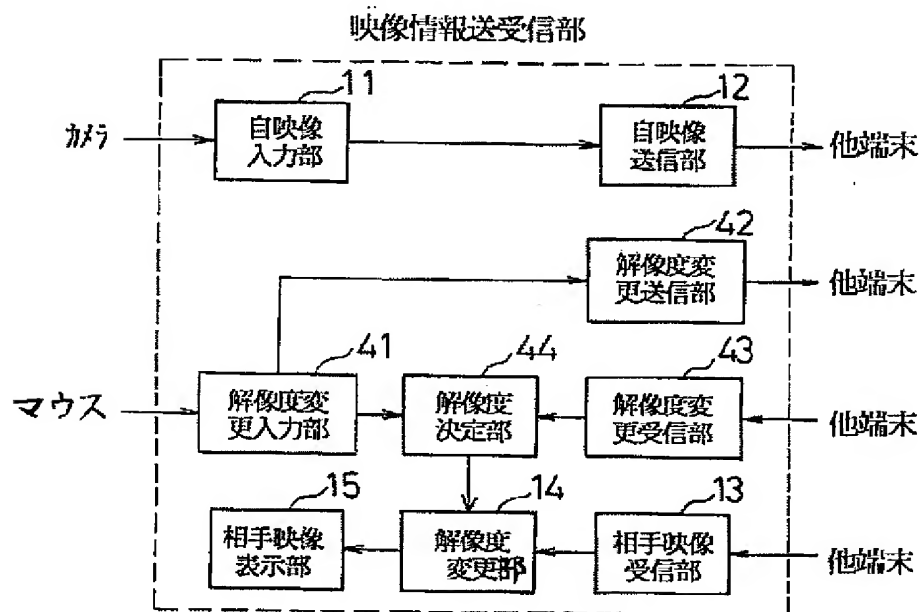 映像情報送受信部
11
12
カメラ
自映像
入力部
自映像
送信部
他端末
42
解像度変
更送信部
他端末
41
44
43
マウス
解像度変
更入力部
解像度
決定部
解像度変
更受信部
他端末
15
14
13
相手映像
表示部
解像度
変更部
相手映像
受信部
他端末